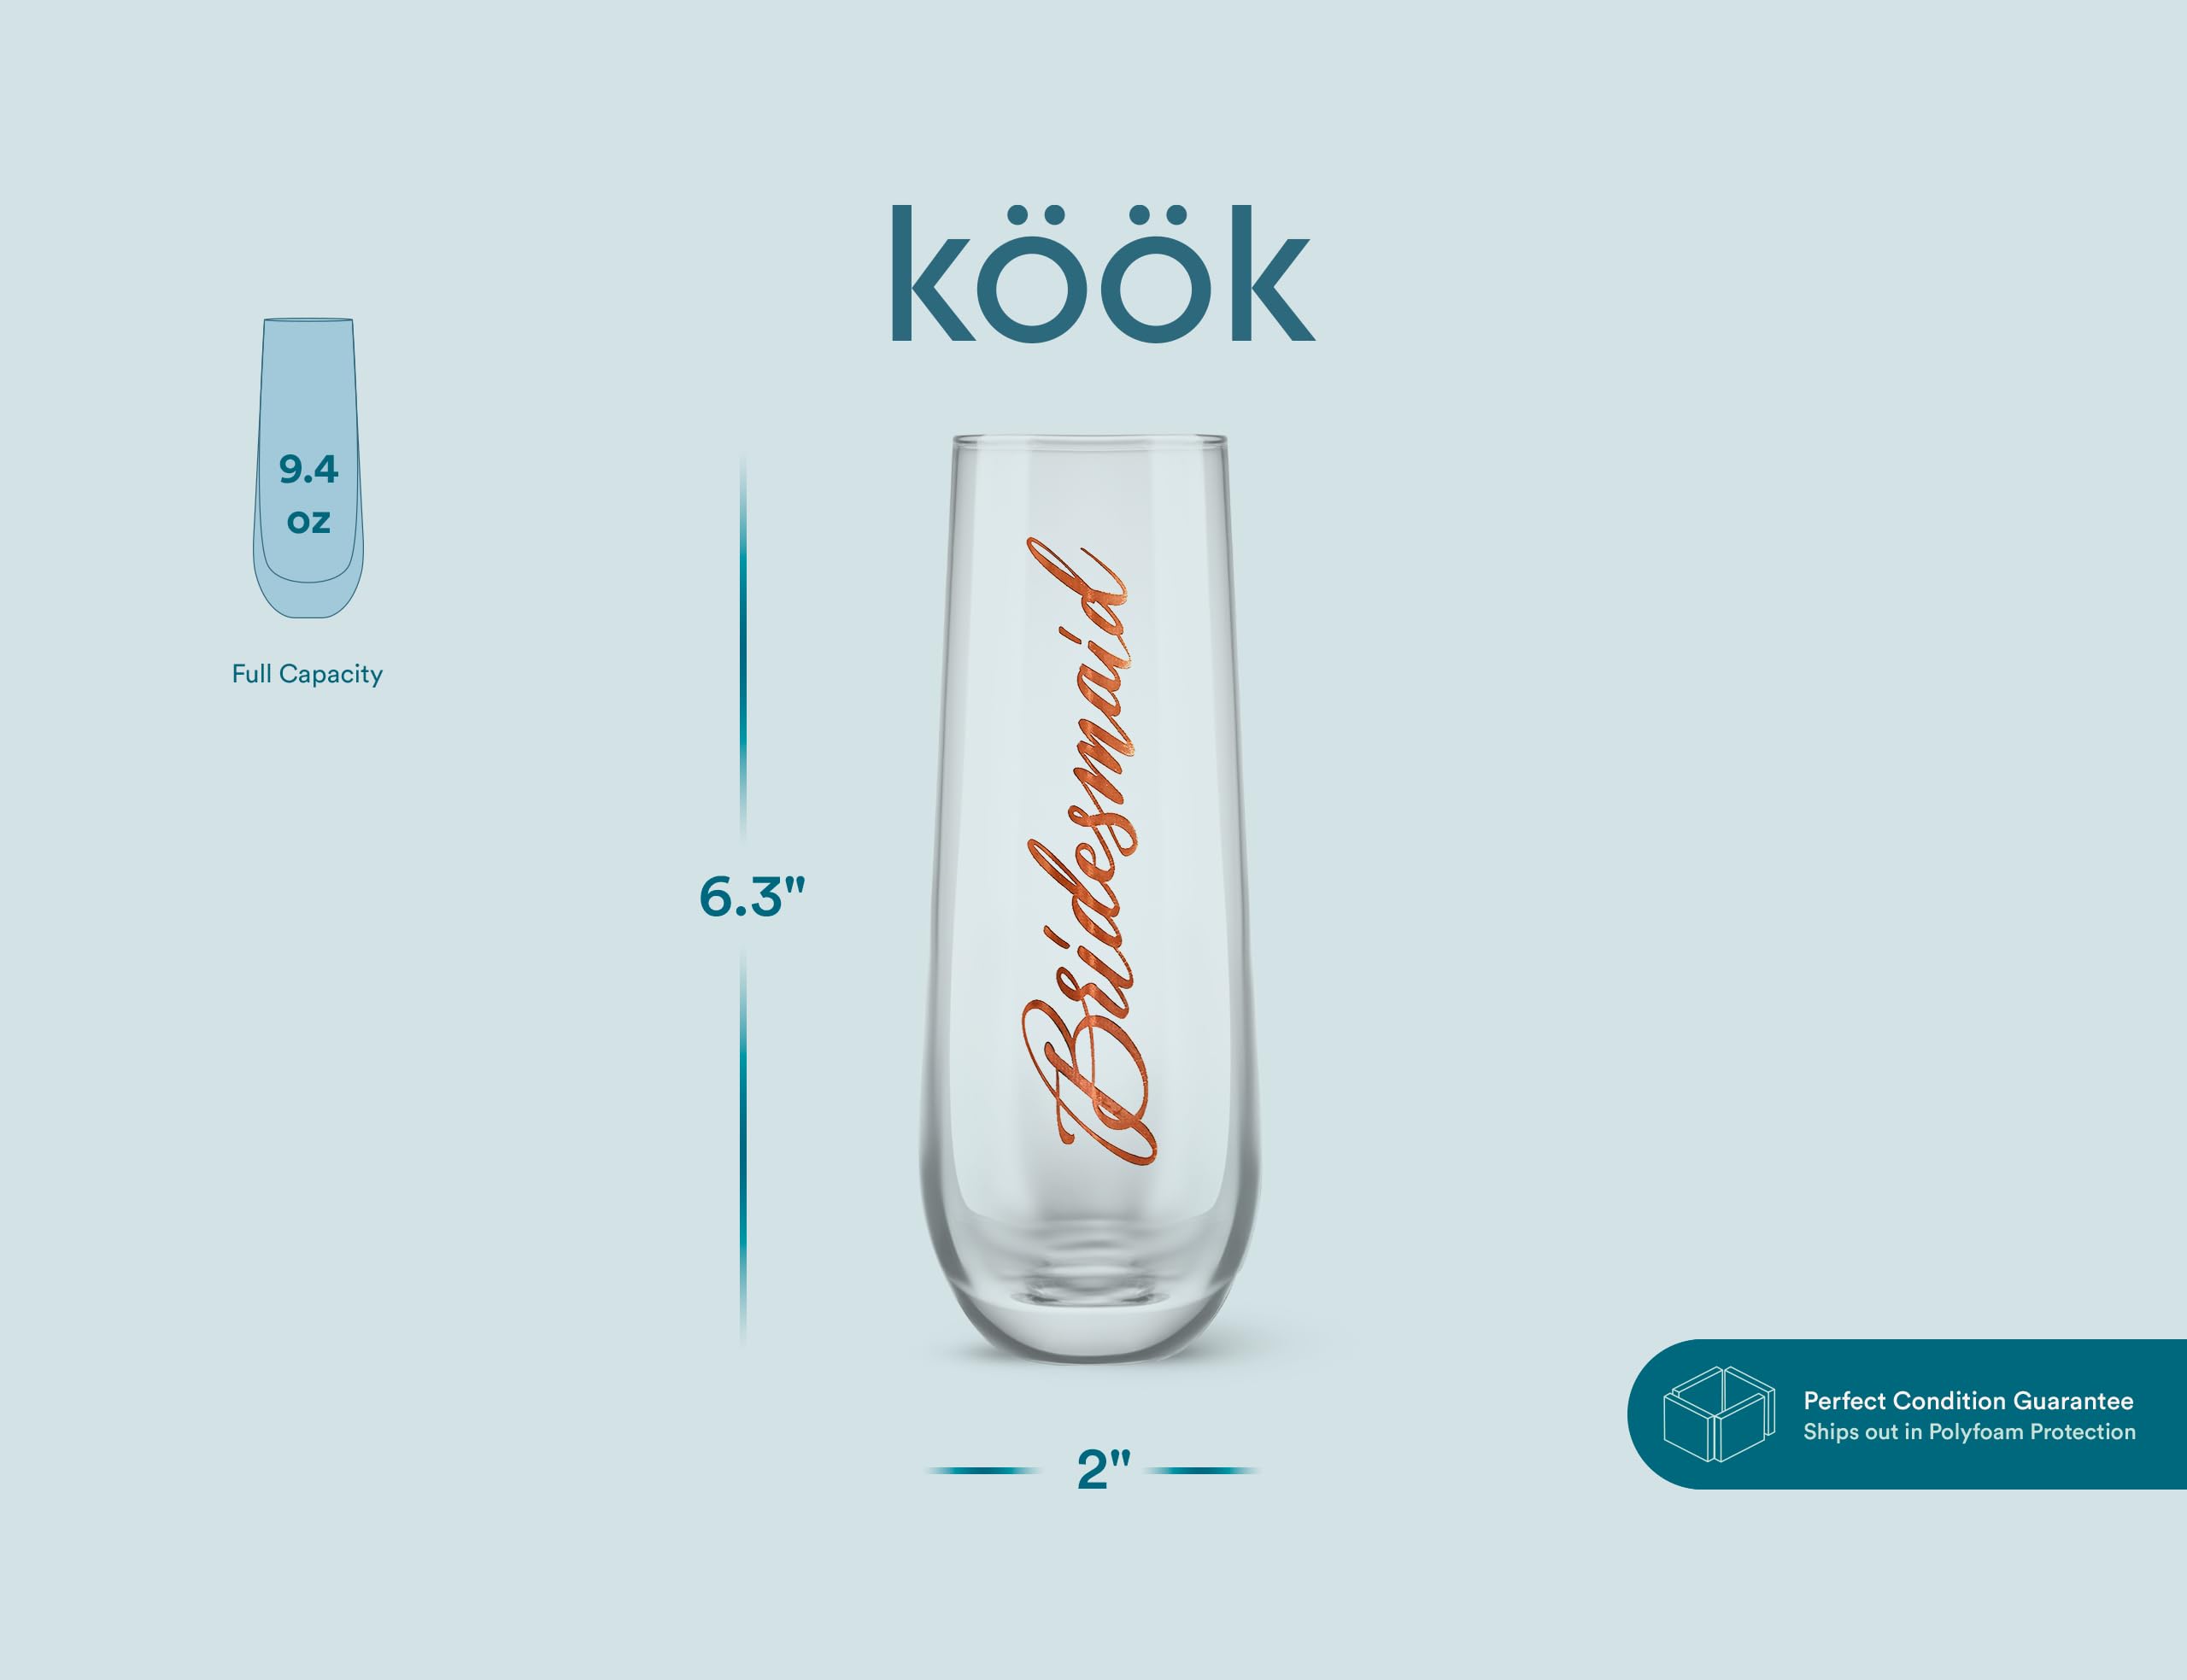 köök
9.4
oz
Full Capacity
Bridesmaid
6.3"
2"
Perfect Condition Guarantee
Ships out in Polyfoam Protection